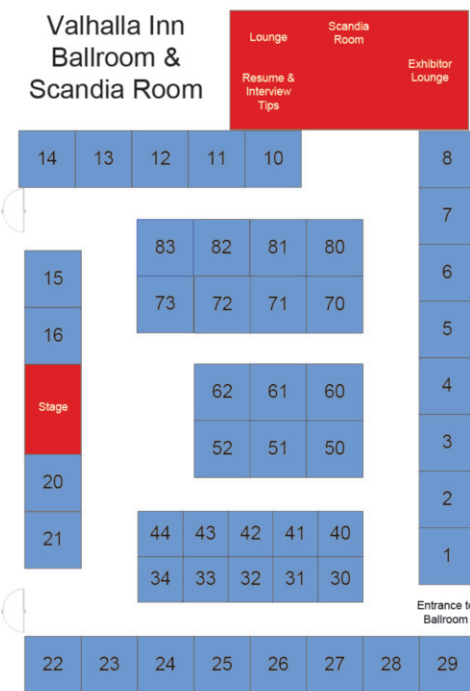 Valhalla Inn
Ballroom &
Scandia Room
Lounge
Scandia
Room
Resume &
Interview
Tips
Exhibitor
Lounge
14 13 12 11 10 8
7
83 82 81 80
15
6
73 72 71 70
16
5
Stage
62 61 60
4
52 51 50
3
20
2
21
44 43 42 41 40
1
34 33 32 31 30
Entrance to
Ballroom
22 23 24 25 26 27 28 29